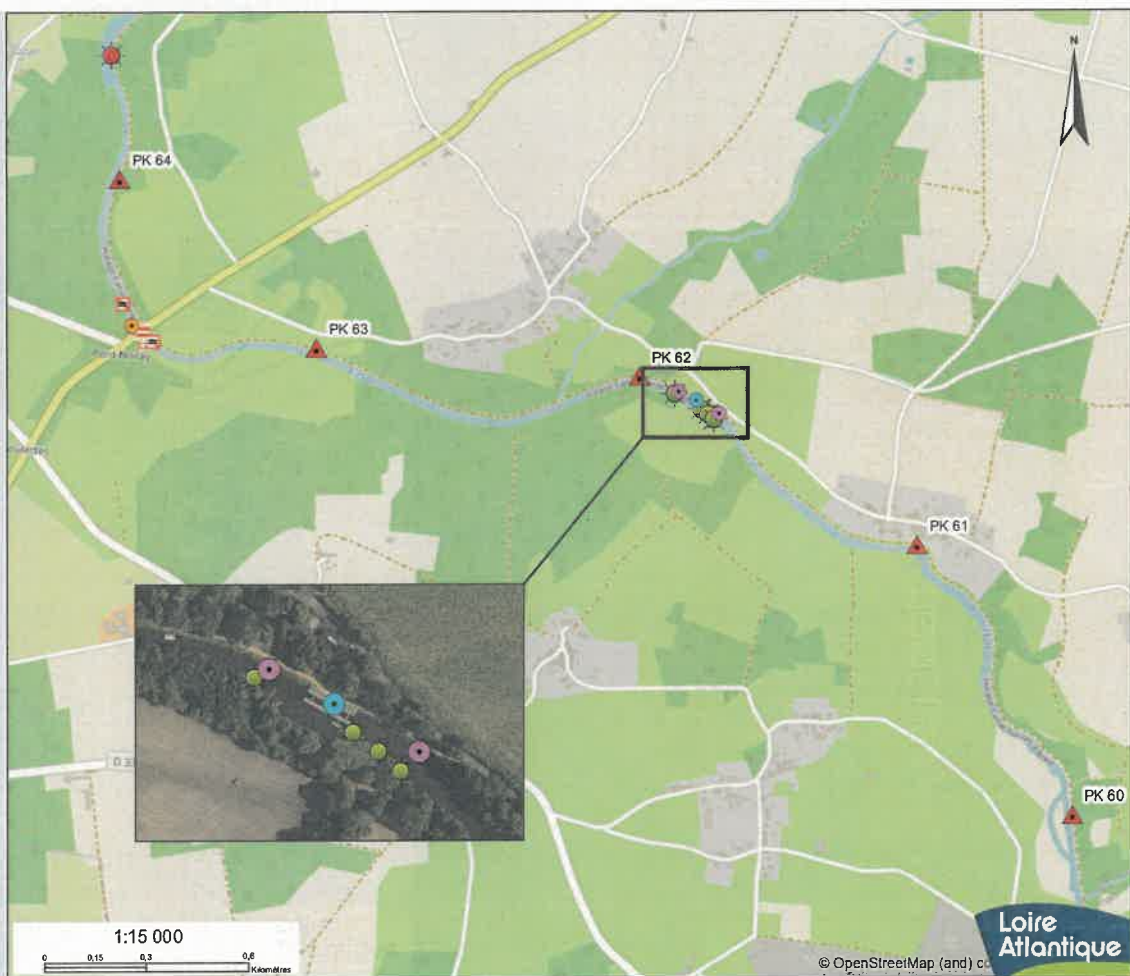 N
PK 64
PK 63
PK 62
PK 61
PK 60
1:15 000
0 0,15 0,3 0,6
Kilomètres
Loire
Atlantique
© OpenStreetMap (and)